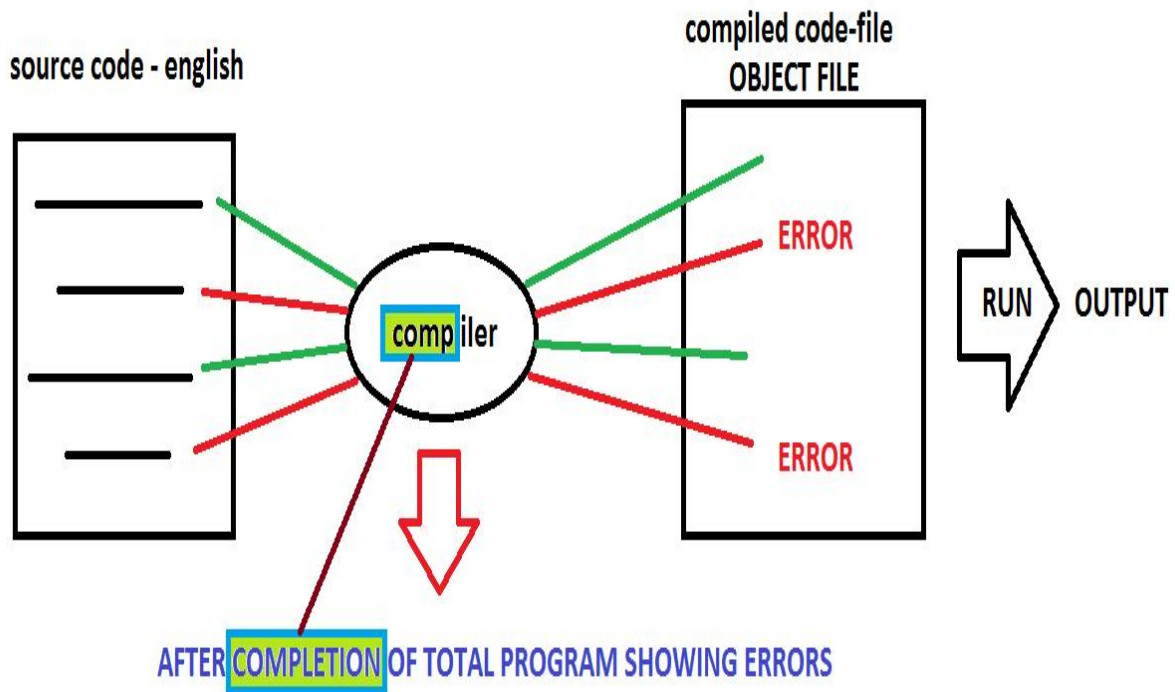 source code - english
compiled code-file
OBJECT FILE
ERROR
compiler
RUN
OUTPUT
ERROR
AFTER COMPLETION OF TOTAL PROGRAM SHOWING ERRORS